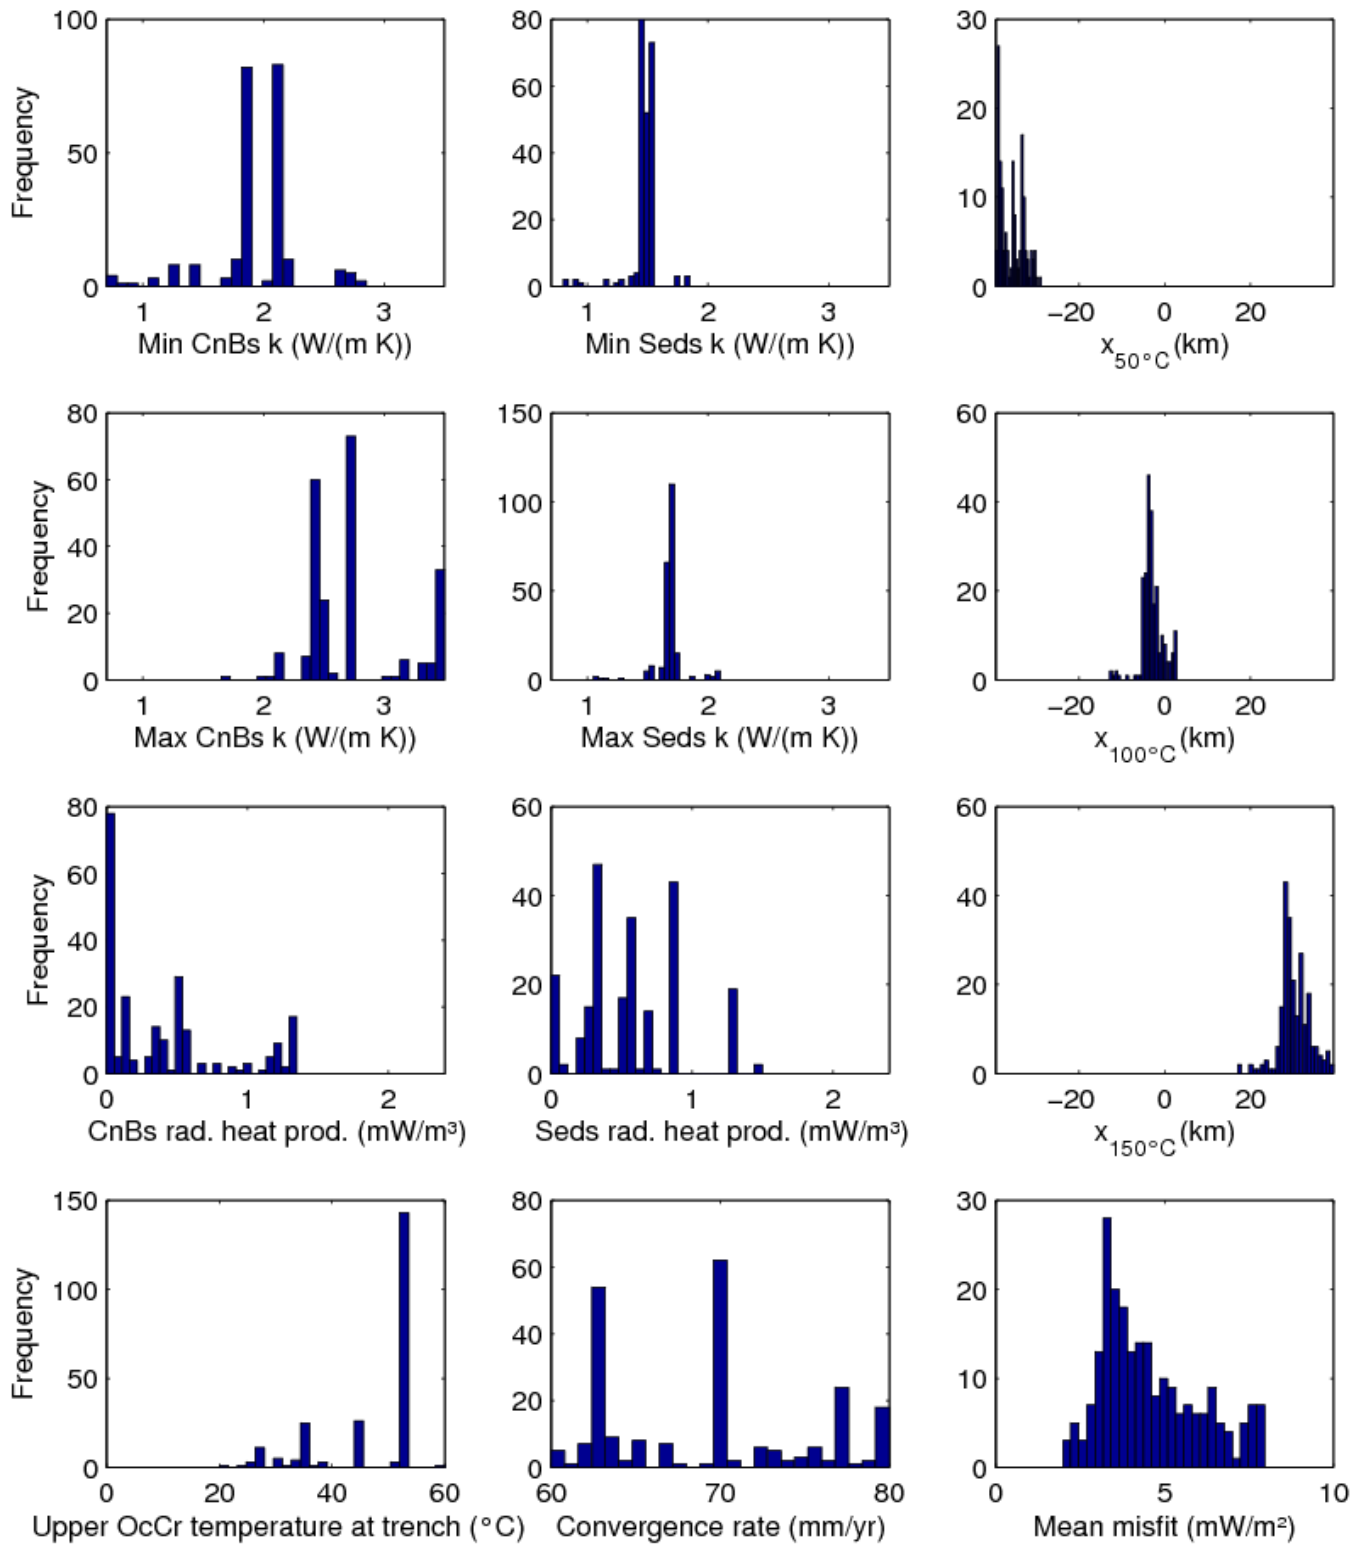 100
50
0
Frequency
1 2 3
Min CnBs k (W/(m K))
80
60
40
20
0
1 2 3
Min Seds k (W/(m K))
30
20
10
0
−20 0 20
x50°C(km)
80
60
40
20
0
Frequency
1 2 3
Max CnBs k (W/(m K))
150
100
50
0
1 2 3
Max Seds k (W/(m K))
60
40
20
0
−20 0 20
x100°C(km)
80
60
40
20
0
Frequency
0 1 2
CnBs rad. heat prod. (mW/m³)
60
40
20
0
0 1 2
Seds rad. heat prod. (mW/m³)
60
40
20
0
−20 0 20
x150°C(km)
150
100
50
0
Frequency
0 20 40 60
Upper OcCr temperature at trench (°C)
80
60
40
20
0
60 70 80
Convergence rate (mm/yr)
30
20
10
0
0 5 10
Mean misfit (mW/m²)